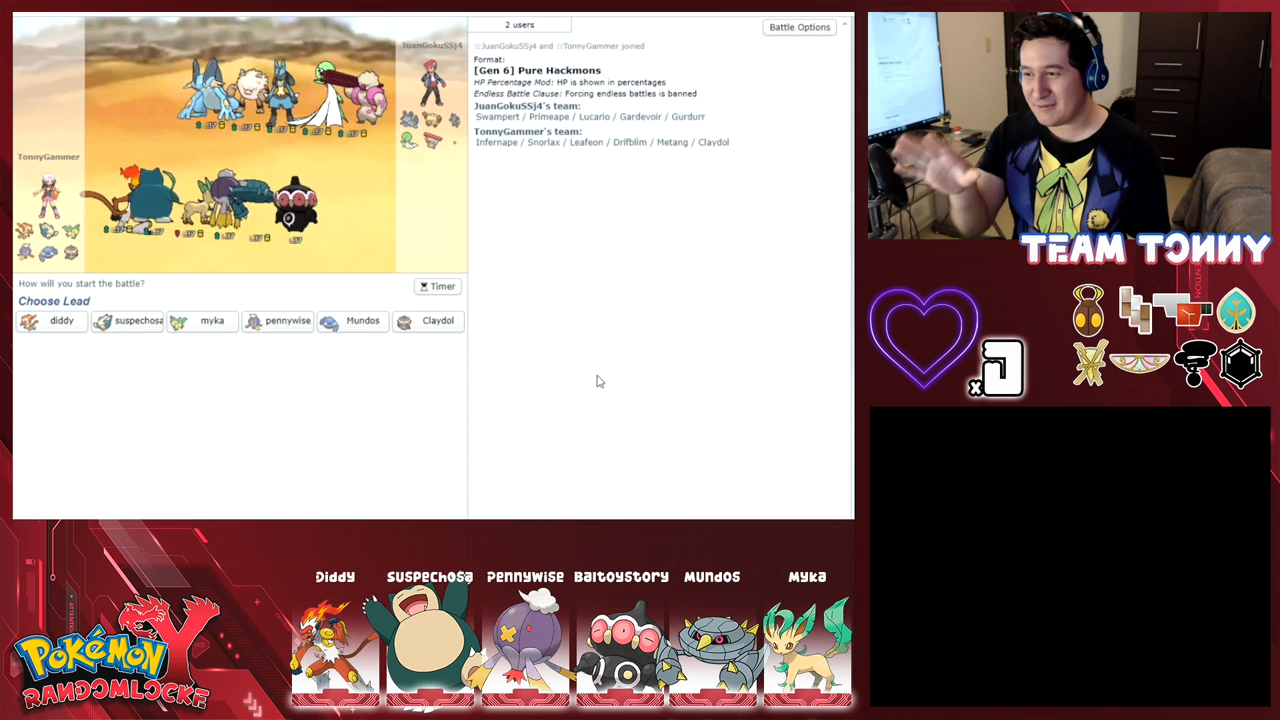 JuanGokuSSj4
TonnyGammer
2 users
Battle Options
☆JuanGokuSSj4 and ☆TonnyGammer joined
Format:
[Gen 6] Pure Hackmons
HP Percentage Mod: HP is shown in percentages
Endless Battle Clause: Forcing endless battles is banned
JuanGokuSSj4's team:
Swampert / Primeape / Lucario / Gardevoir / Gurdurr
TonnyGammer's team:
Infernape / Snorlax / Leafeon / Drifblim / Metang / Claydol
How will you start the battle?
Timer
Choose Lead
diddy
suspechosa
myka
pennywise
Mundos
Claydol
TEAM TONNY
Diddy
Suspechosa
Pennywise
Baltoystory
Mundos
Myka
Pokémon Y
RANDOMLOCKE